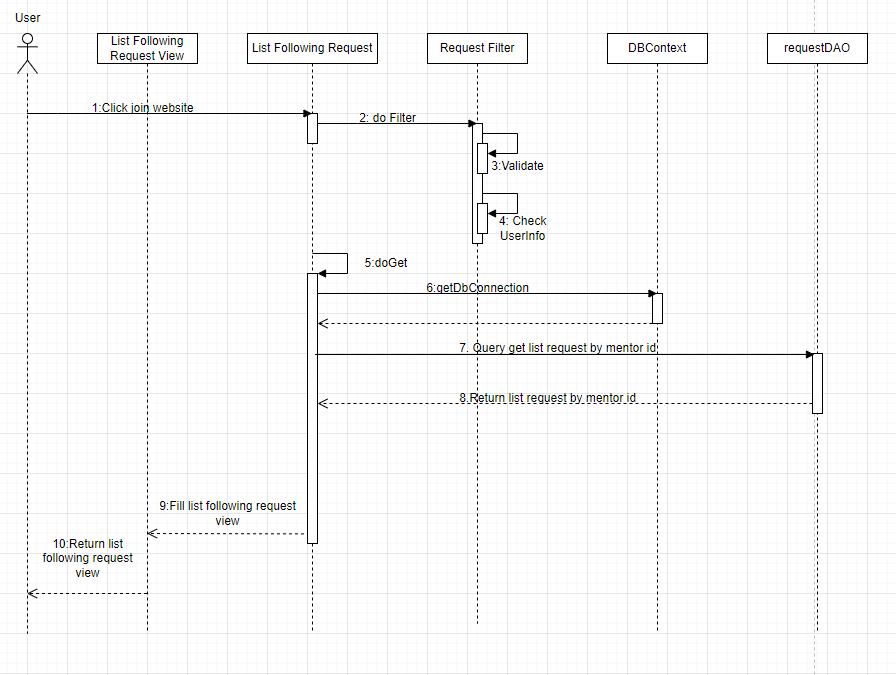 User
List Following
Request View
List Following Request
Request Filter
DBContext
requestDAO
1:Click join website
2: do Filter
3:Validate
4: Check
UserInfo
5:doGet
6:getDbConnection
7. Query get list request by mentor id
8.Return list request by mentor id
9:Fill list following request
view
10:Return list
following request
view